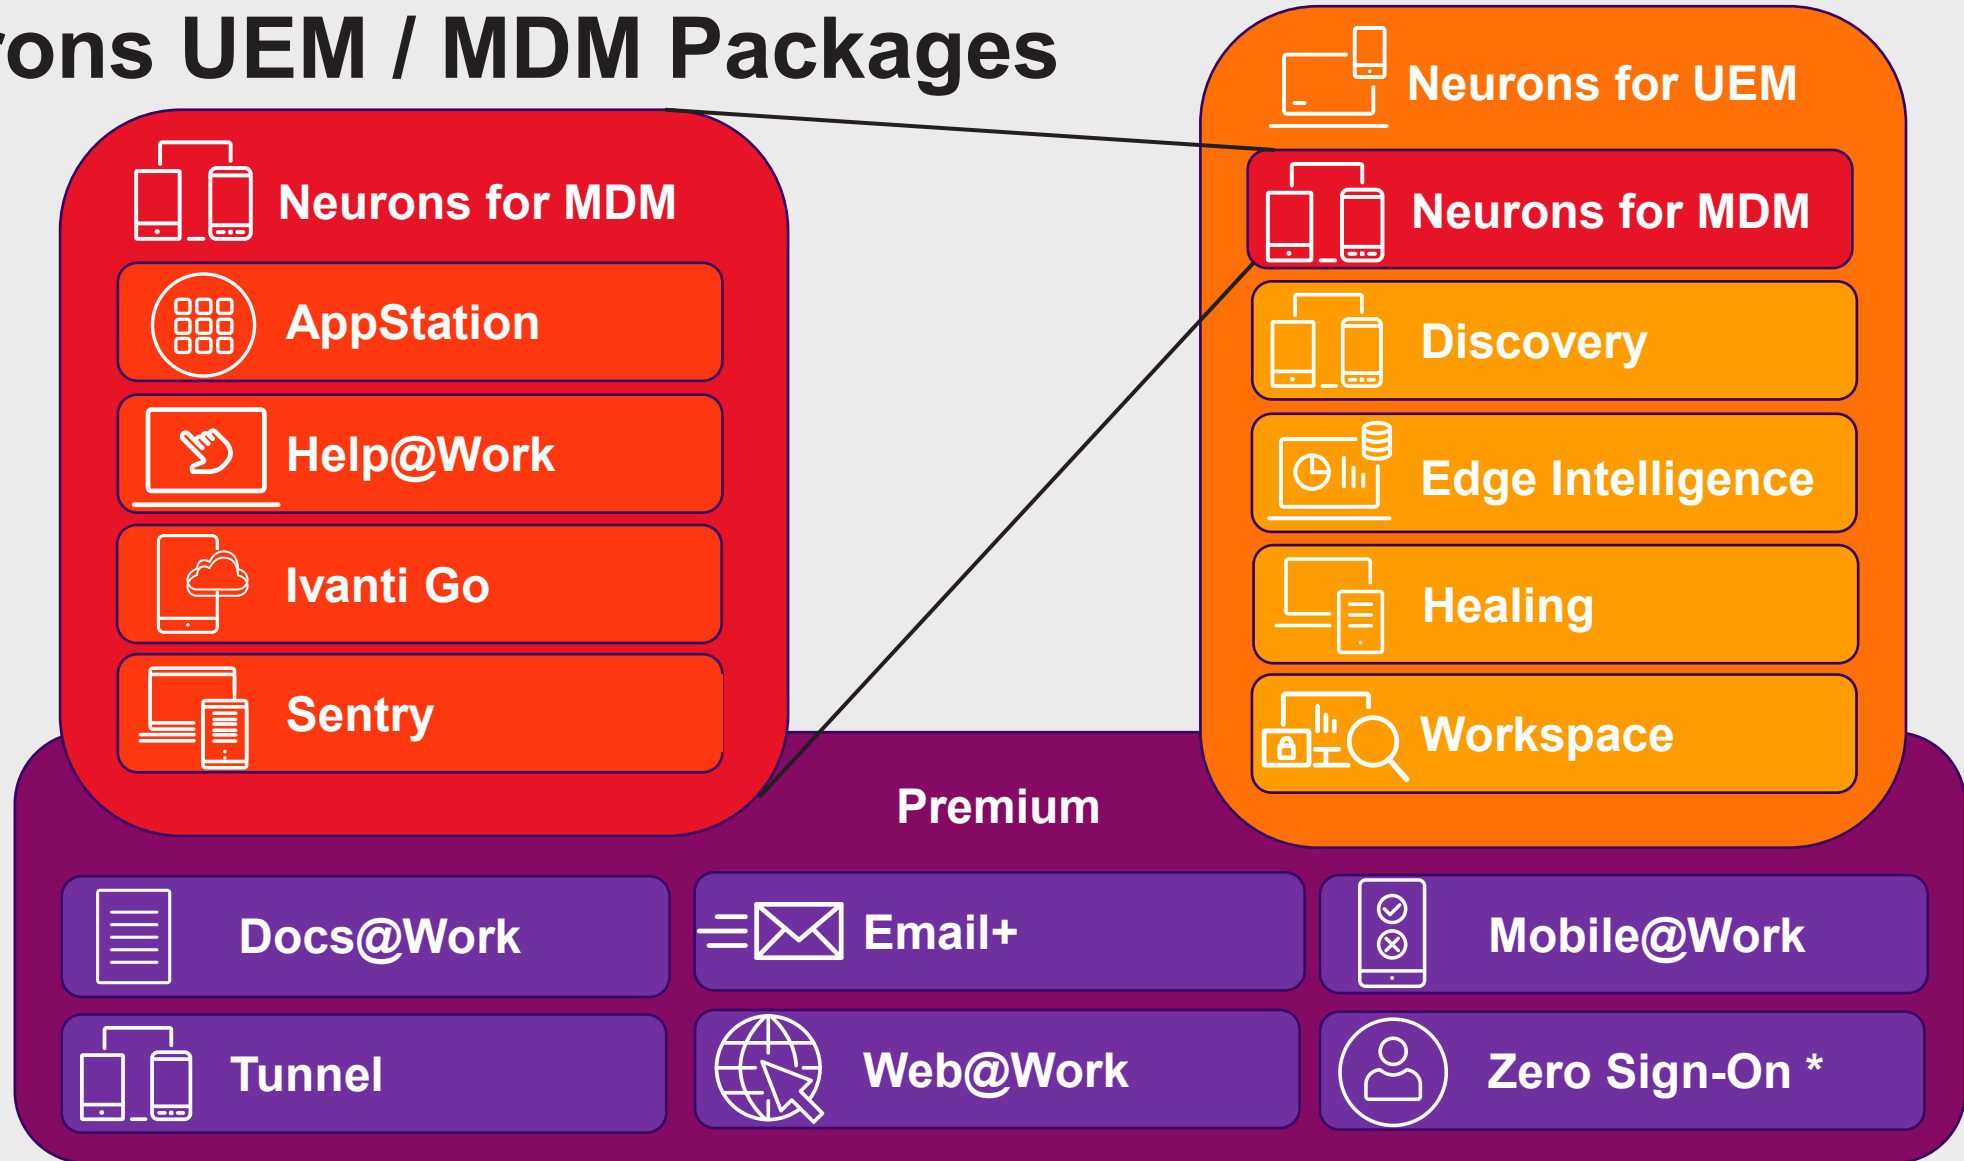 rons UEM / MDM Packages
Neurons for MDM
AppStation
Help@Work
Ivanti Go
Sentry
Neurons for UEM
Neurons for MDM
Discovery
Edge Intelligence
Healing
Workspace
Premium
Docs@Work
Email+
Mobile@Work
Tunnel
Web@Work
Zero Sign-On *